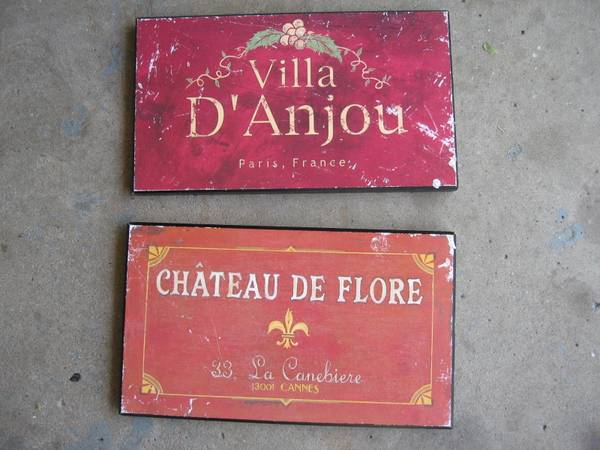 Villa
D'Anjou
Paris, France
CHÂTEAU DE FLORE
33, La Canebiere
13001 CANNES